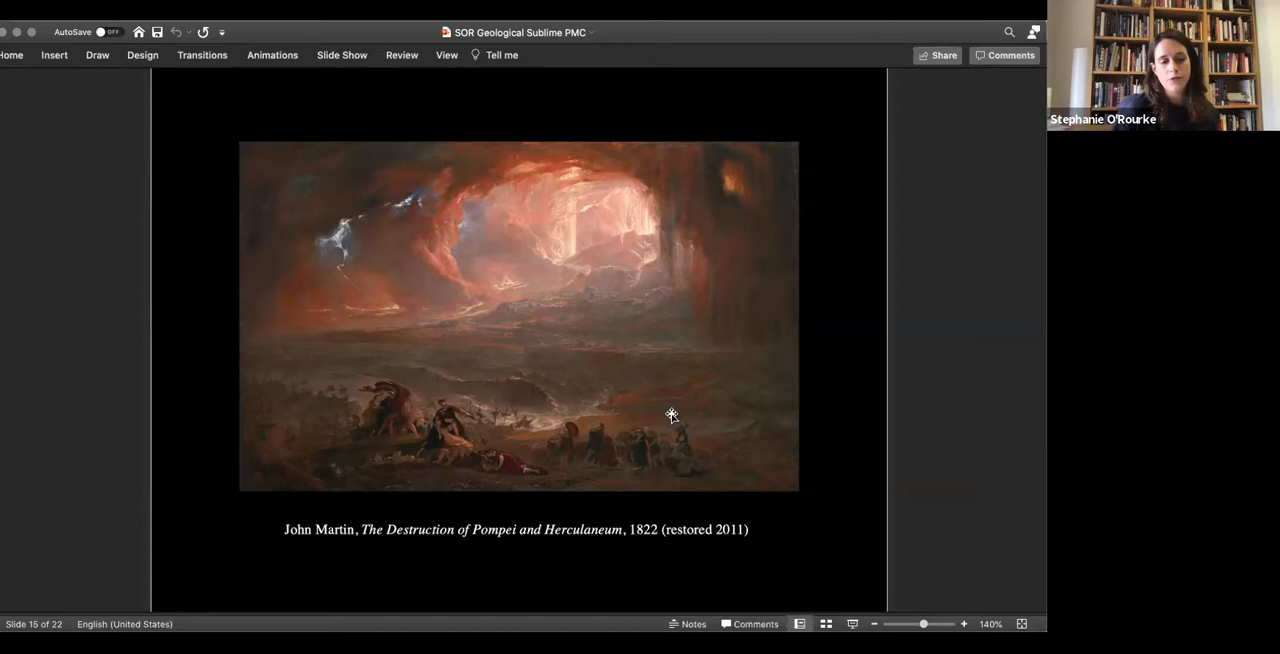 AutoSave OFF
SOR Geological Sublime PMC
Home Insert Draw Design Transitions Animations Slide Show Review View Tell me
Share Comments
Stephanie O'Rourke
John Martin, The Destruction of Pompei and Herculaneum, 1822 (restored 2011)
Slide 15 of 22 English (United States)
Notes Comments 140%